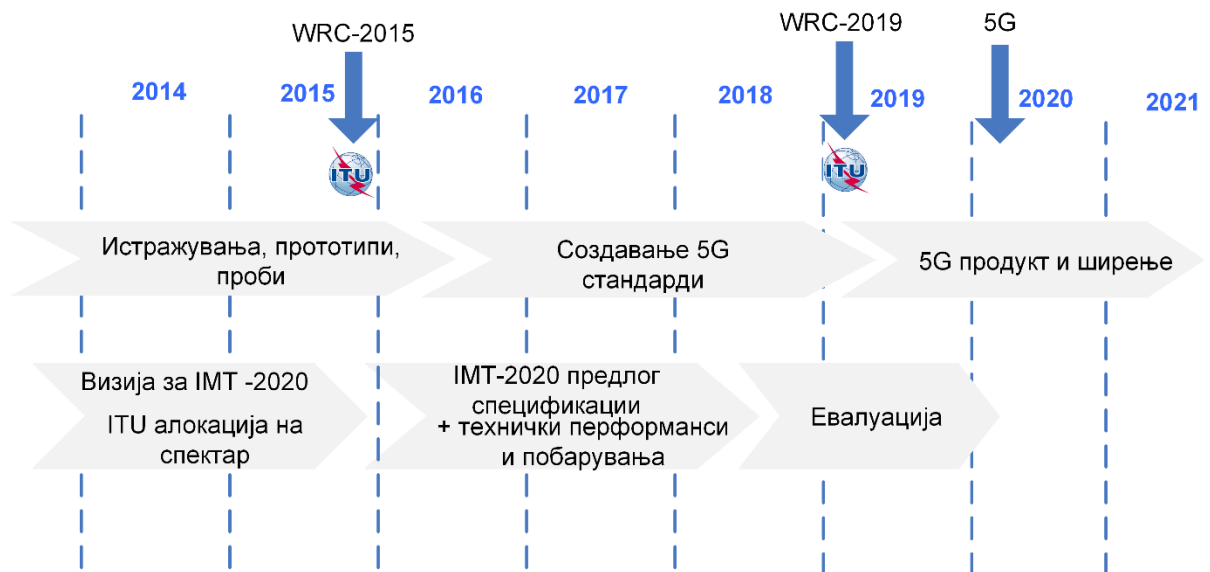 WRC-2015
WRC-2019
5G
2014
2015
2016
2017
2018
2019
2020
2021
ITU
ITU
Истражувања, прототипи,
проби
Создавање 5G
стандарди
5G продукт и ширење
Визија за IMT -2020
ITU алокација на
спектар
IMT-2020 предлог
спецификации
+ технички перформанси
и побарувања
Евалуација